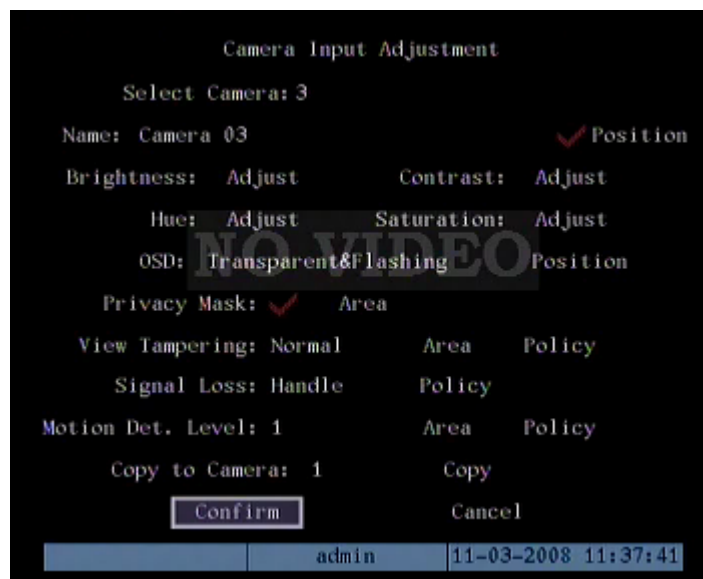 Camera Input Adjustment
Select Camera: 3
Name: Camera 03 Position
Brightness: Adjust Contrast: Adjust
Hue: Adjust Saturation: Adjust
NO VIDEO
OSD: Transparent&Flashing Position
Privacy Mask: Area
View Tampering: Normal Area Policy
Signal Loss: Handle Policy
Motion Det. Level: 1 Area Policy
Copy to Camera: 1 Copy
Confirm Cancel
admin 11-03-2008 11:37:41